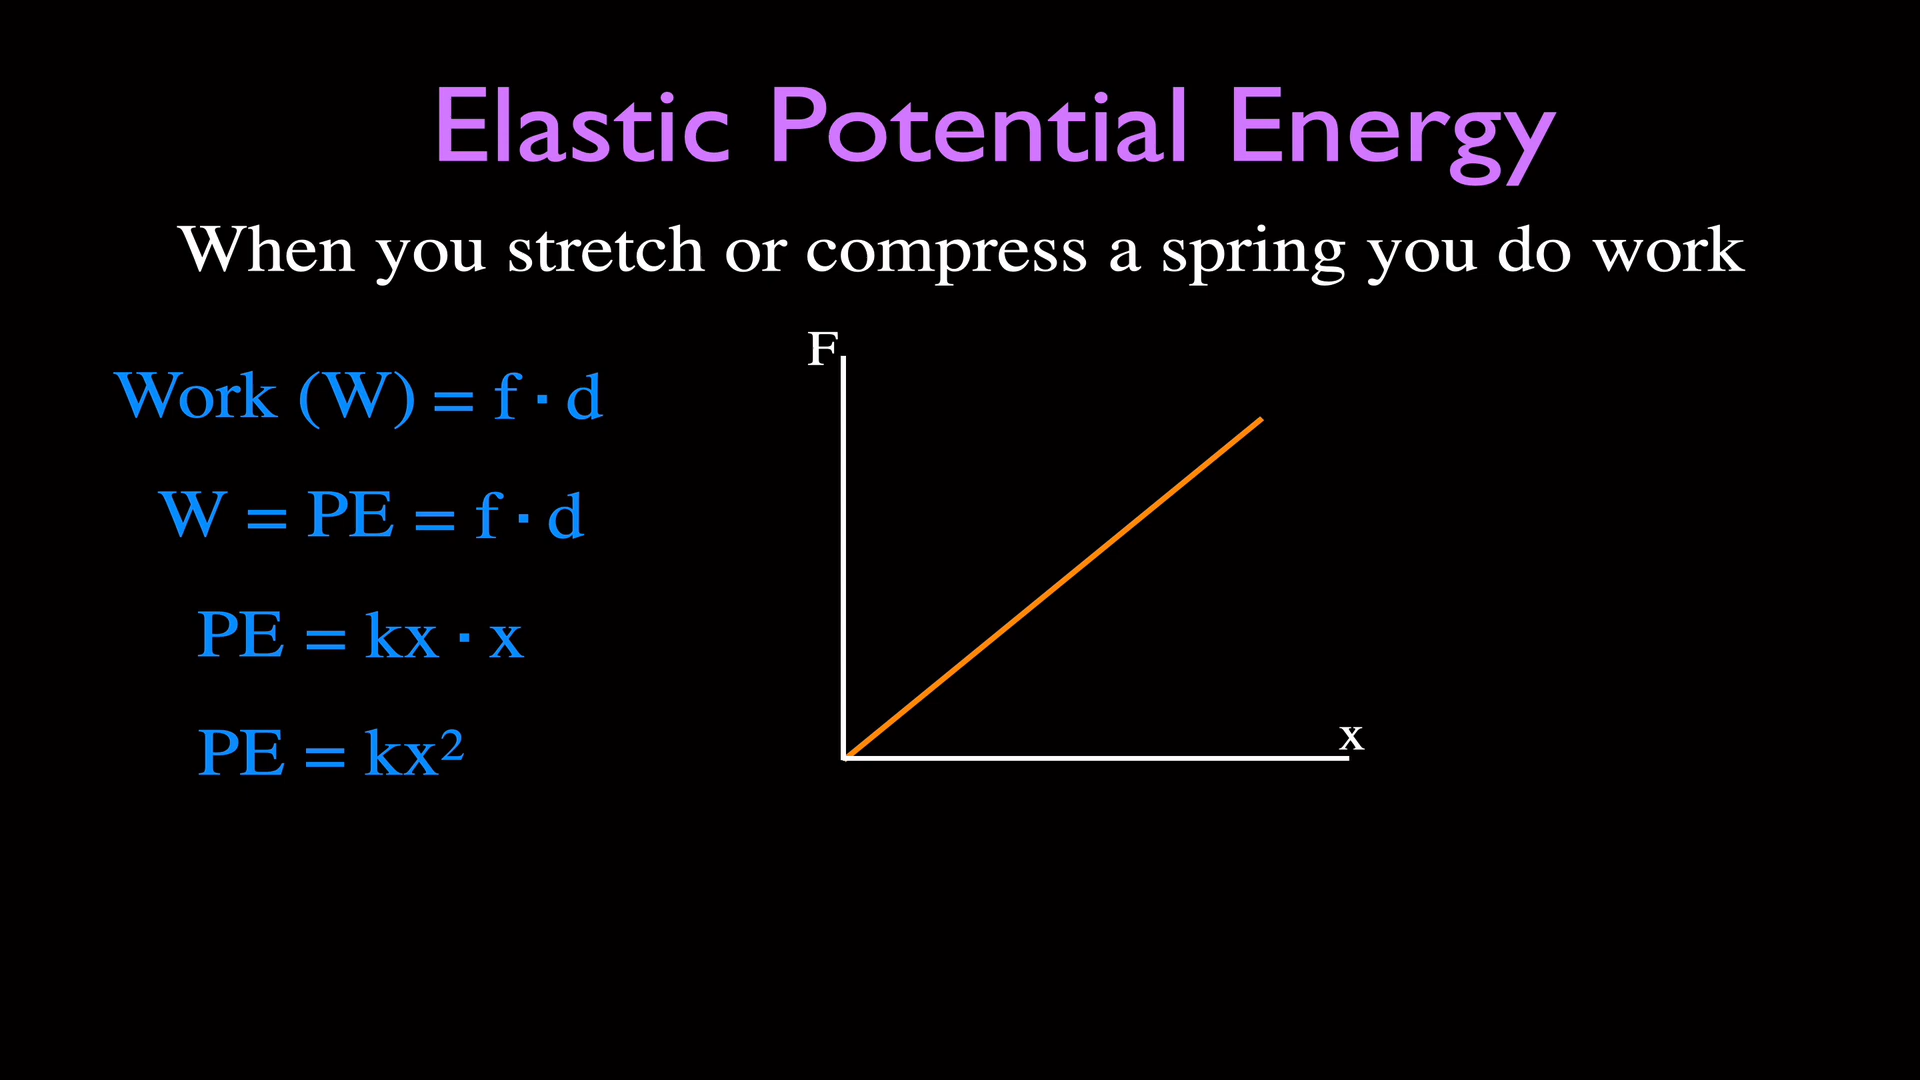 Elastic Potential Energy
When you stretch or compress a spring you do work
Work (W) = f · d
W = PE = f · d
PE = kx · x
PE = kx²
F
x